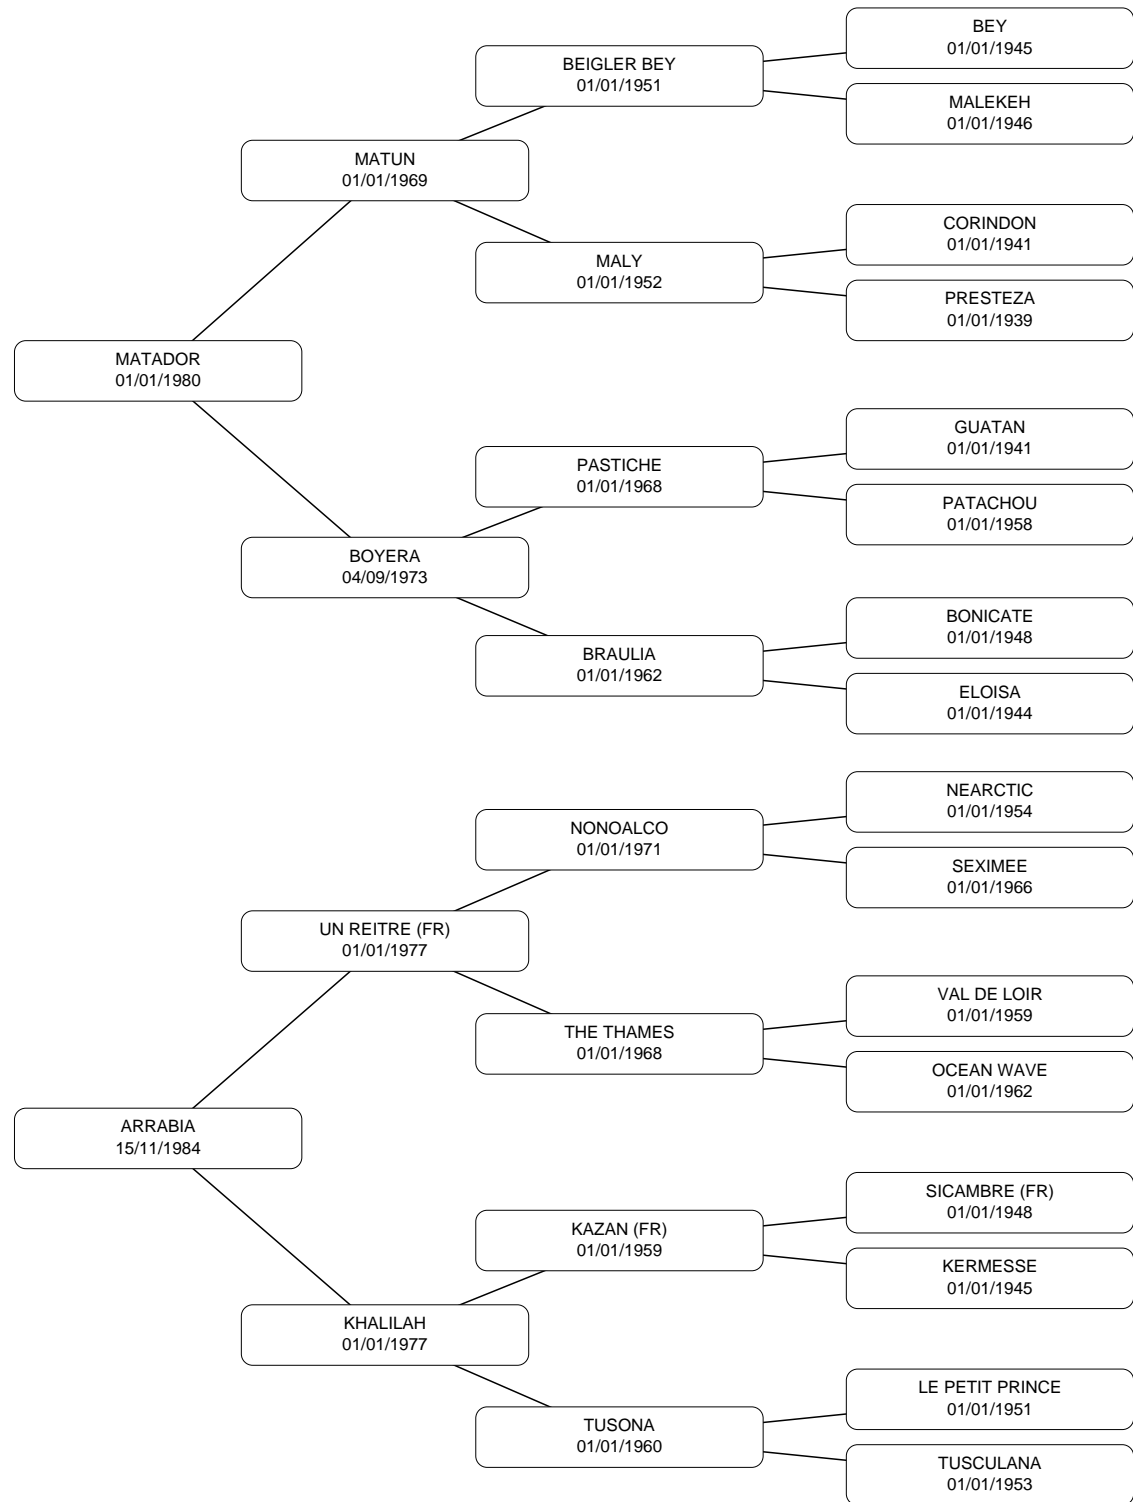 BEY
01/01/1945
BEIGLER BEY
01/01/1951
MALEKEH
01/01/1946
MATUN
01/01/1969
CORINDON
01/01/1941
MALY
01/01/1952
PRESTEZA
01/01/1939
MATADOR
01/01/1980
GUATAN
01/01/1941
PASTICHE
01/01/1968
PATACHOU
01/01/1958
BOYERA
04/09/1973
BONICATE
01/01/1948
BRAULIA
01/01/1962
ELOISA
01/01/1944
NEARCTIC
01/01/1954
NONOALCO
01/01/1971
SEXIMEE
01/01/1966
UN REITRE (FR)
01/01/1977
VAL DE LOIR
01/01/1959
THE THAMES
01/01/1968
OCEAN WAVE
01/01/1962
ARRABIA
15/11/1984
SICAMBRE (FR)
01/01/1948
KAZAN (FR)
01/01/1959
KERMESSE
01/01/1945
KHALILAH
01/01/1977
LE PETIT PRINCE
01/01/1951
TUSONA
01/01/1960
TUSCULANA
01/01/1953